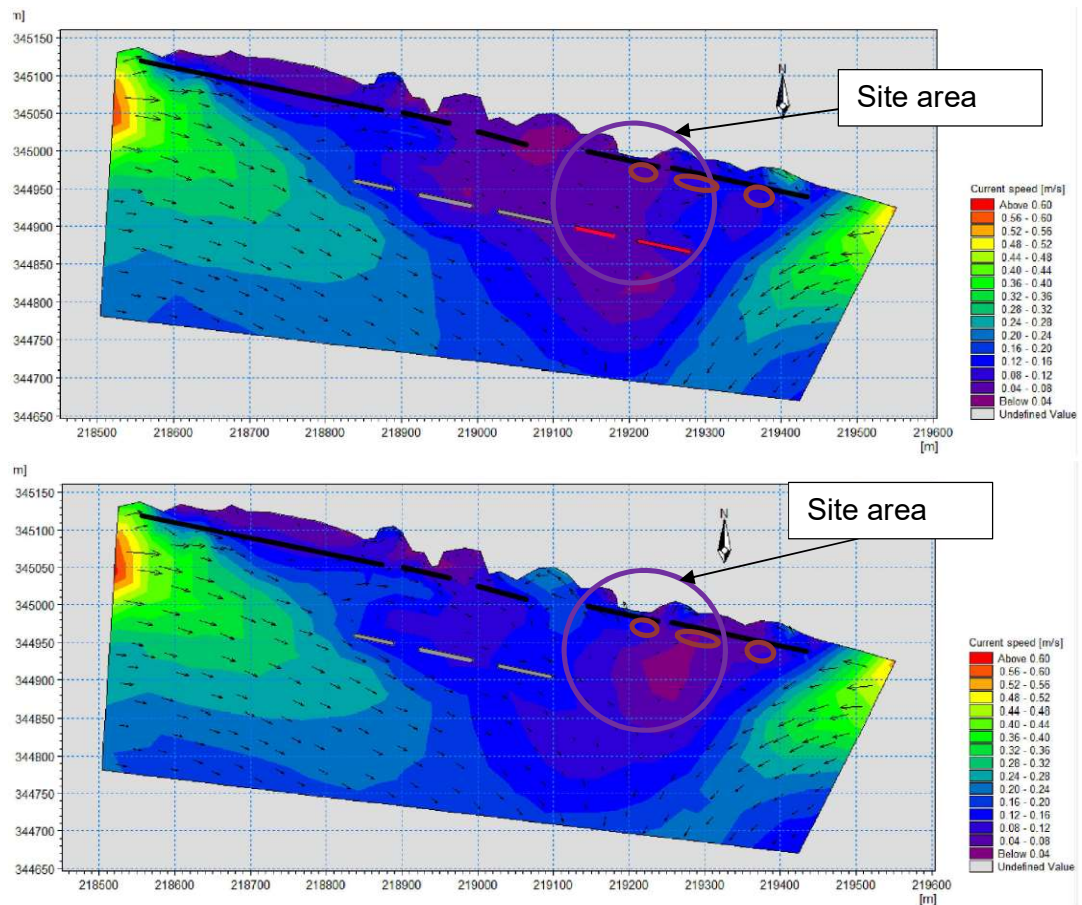 m]
345150
345100
345050
345000
344950
344900
344850
344800
344750
344700
344650
218500 218600 218700 218800 218900 219000 219100 219200 219300 219400 219500 219600
[m]
N
Site area
Current speed [m/s]
Above 0.60
0.56 - 0.60
0.52 - 0.56
0.48 - 0.52
0.44 - 0.48
0.40 - 0.44
0.36 - 0.40
0.32 - 0.36
0.28 - 0.32
0.24 - 0.28
0.20 - 0.24
0.16 - 0.20
0.12 - 0.16
0.08 - 0.12
0.04 - 0.08
Below 0.04
Undefined Value
m]
345150
345100
345050
345000
344950
344900
344850
344800
344750
344700
344650
218500 218600 218700 218800 218900 219000 219100 219200 219300 219400 219500 219600
[m]
N
Site area
Current speed [m/s]
Above 0.60
0.56 - 0.60
0.52 - 0.56
0.48 - 0.52
0.44 - 0.48
0.40 - 0.44
0.36 - 0.40
0.32 - 0.36
0.28 - 0.32
0.24 - 0.28
0.20 - 0.24
0.16 - 0.20
0.12 - 0.16
0.08 - 0.12
0.04 - 0.08
Below 0.04
Undefined Value